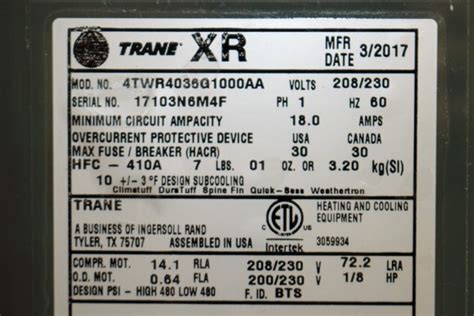 TRANE XR MFR 3/2017
MOD. NO. 4TWR4036G1000AA VOLTS 208/230
SERIAL NO. 17103N6M4F PH 1 HZ 60
MINIMUM CIRCUIT AMPACITY 18.0 AMPS
OVERCURRENT PROTECTIVE DEVICE USA CANADA
MAX FUSE / BREAKER (HACR) 30 30
HFC - 410A 7 LBS. 01 OZ. OR / 3.20 kg(SI)
10 +/- 3 °F DESIGN SUBCOOLING
Climatuff DuraTuff Spine Fin Quick-Sess Weathertron
TRANE
A BUSINESS OF INGERSOLL RAND
TYLER, TX 75707 ASSEMBLED IN USA
C ETL US
LISTED
Intertek
HEATING AND COOLING
EQUIPMENT
3059934
COMPR. MOT. 14.1 RLA 208/230 V 72.2 LRA
O.D. MOT. 0.64 FLA 200/230 V 1/8 HP
DESIGN PSI - HIGH 480 LOW 480 F. ID. BTS